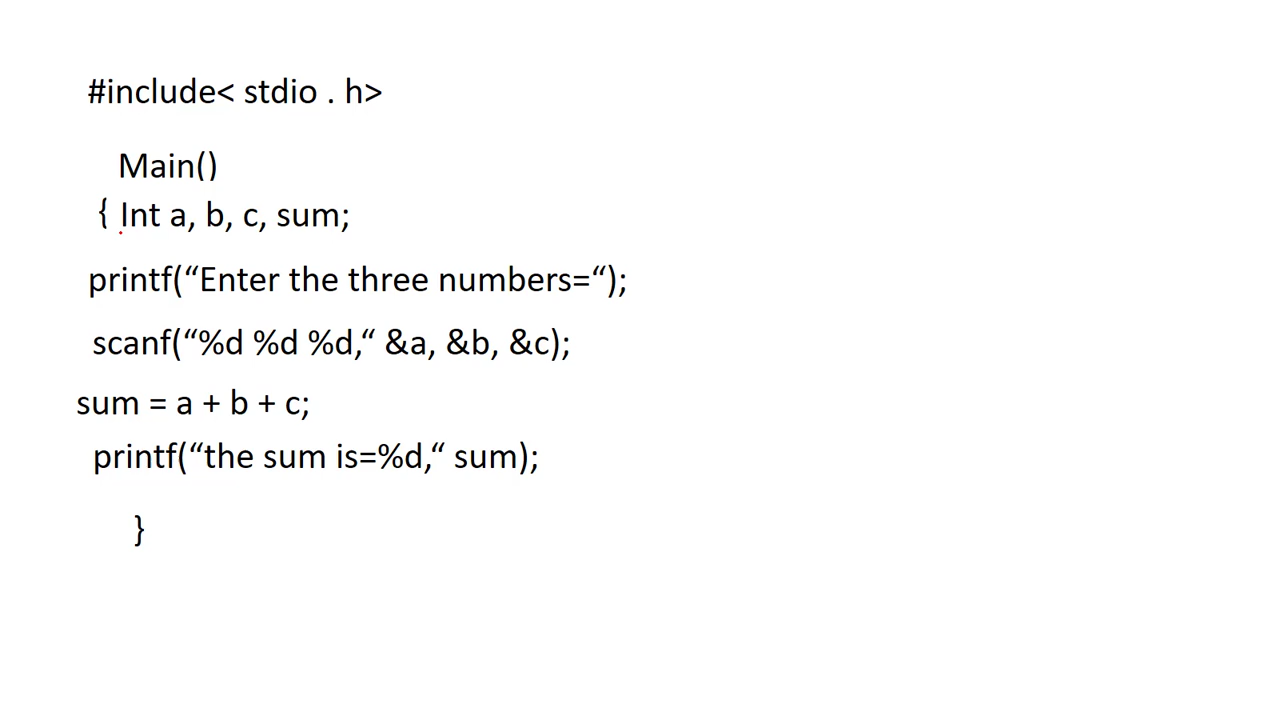 #include< stdio . h>
Main()
{ Int a, b, c, sum;
printf(“Enter the three numbers=“);
scanf(“%d %d %d,“ &a, &b, &c);
sum = a + b + c;
printf(“the sum is=%d,“ sum);
}